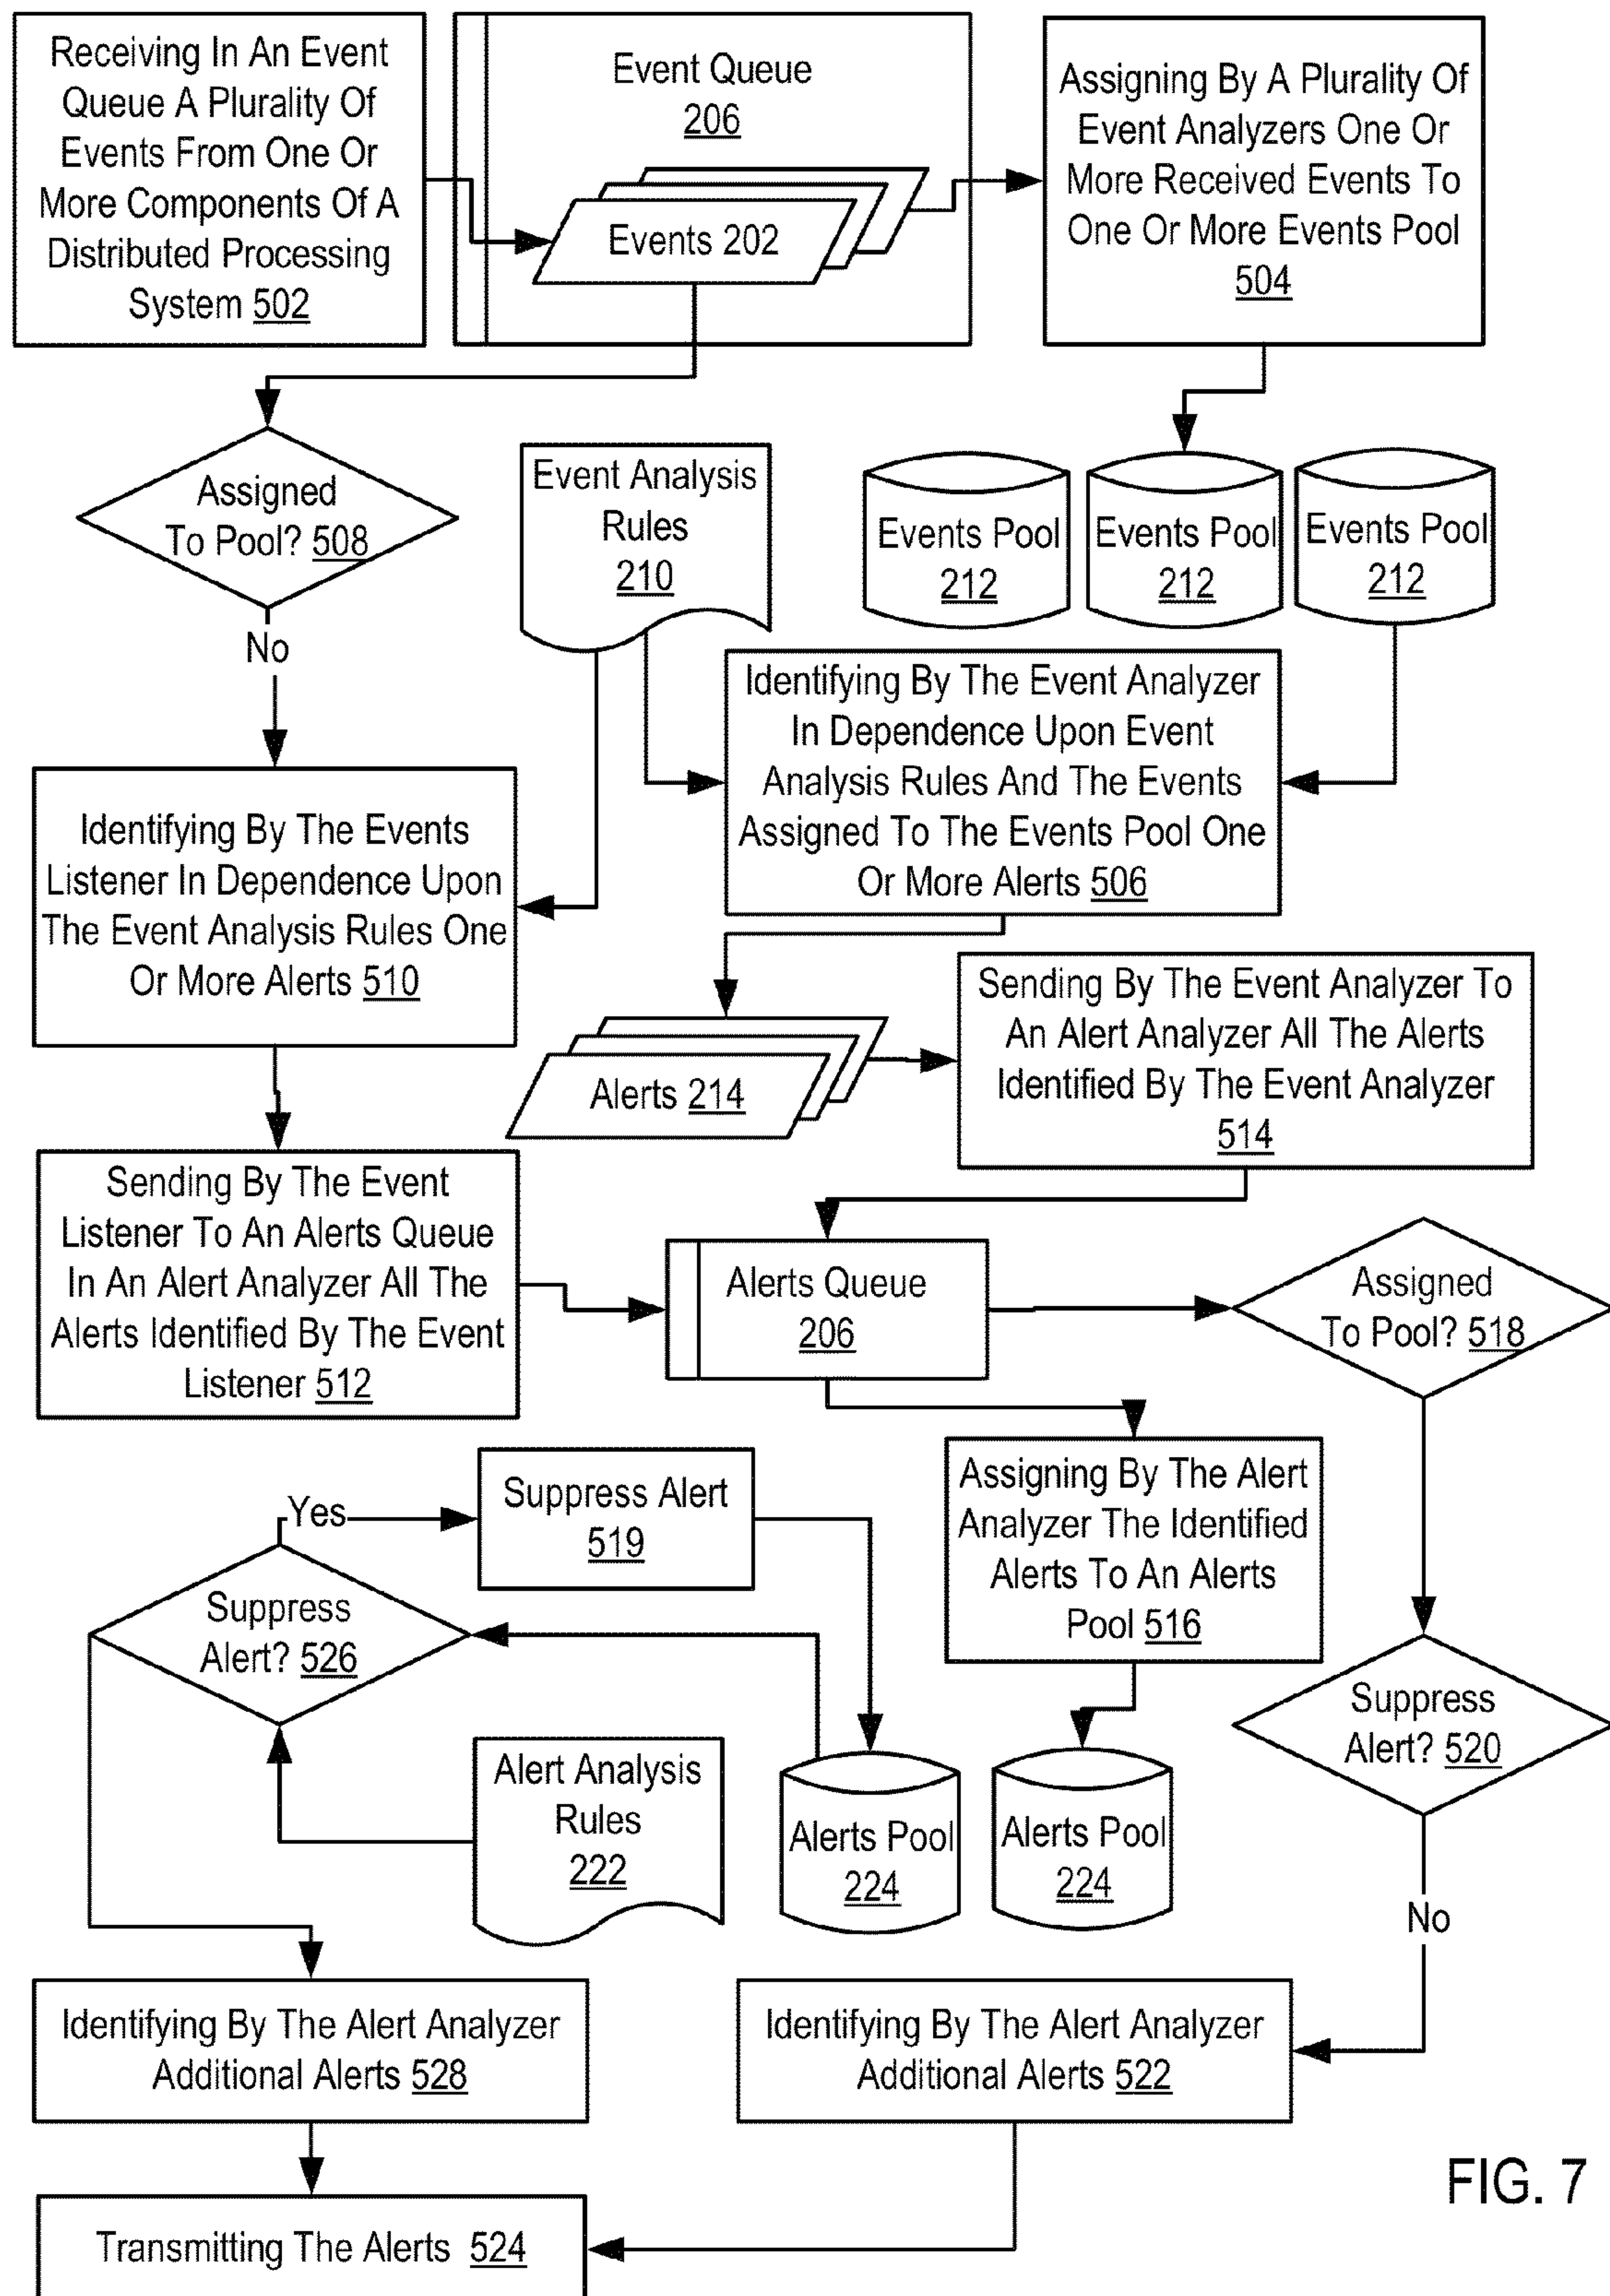 Receiving In An Event
Queue A Plurality Of
Events From One Or
More Components Of A
Distributed Processing
System 502
Event Queue
206
Events 202
Assigning By A Plurality Of
Event Analyzers One Or
More Received Events To
One Or More Events Pool
504
Assigned
To Pool? 508
No
Event Analysis
Rules
210
Events Pool
212
Events Pool
212
Events Pool
212
Identifying By The Event Analyzer
In Dependence Upon Event
Analysis Rules And The Events
Assigned To The Events Pool One
Or More Alerts 506
Identifying By The Events
Listener In Dependence Upon
The Event Analysis Rules One
Or More Alerts 510
Alerts 214
Sending By The Event Analyzer To
An Alert Analyzer All The Alerts
Identified By The Event Analyzer
514
Sending By The Event
Listener To An Alerts Queue
In An Alert Analyzer All The
Alerts Identified By The Event
Listener 512
Alerts Queue
206
Assigned
To Pool? 518
Yes
Suppress Alert
519
Assigning By The Alert
Analyzer The Identified
Alerts To An Alerts
Pool 516
Suppress
Alert? 526
Suppress
Alert? 520
Alert Analysis
Rules
222
Alerts Pool
224
Alerts Pool
224
No
Identifying By The Alert Analyzer
Additional Alerts 528
Identifying By The Alert Analyzer
Additional Alerts 522
Transmitting The Alerts 524
FIG. 7